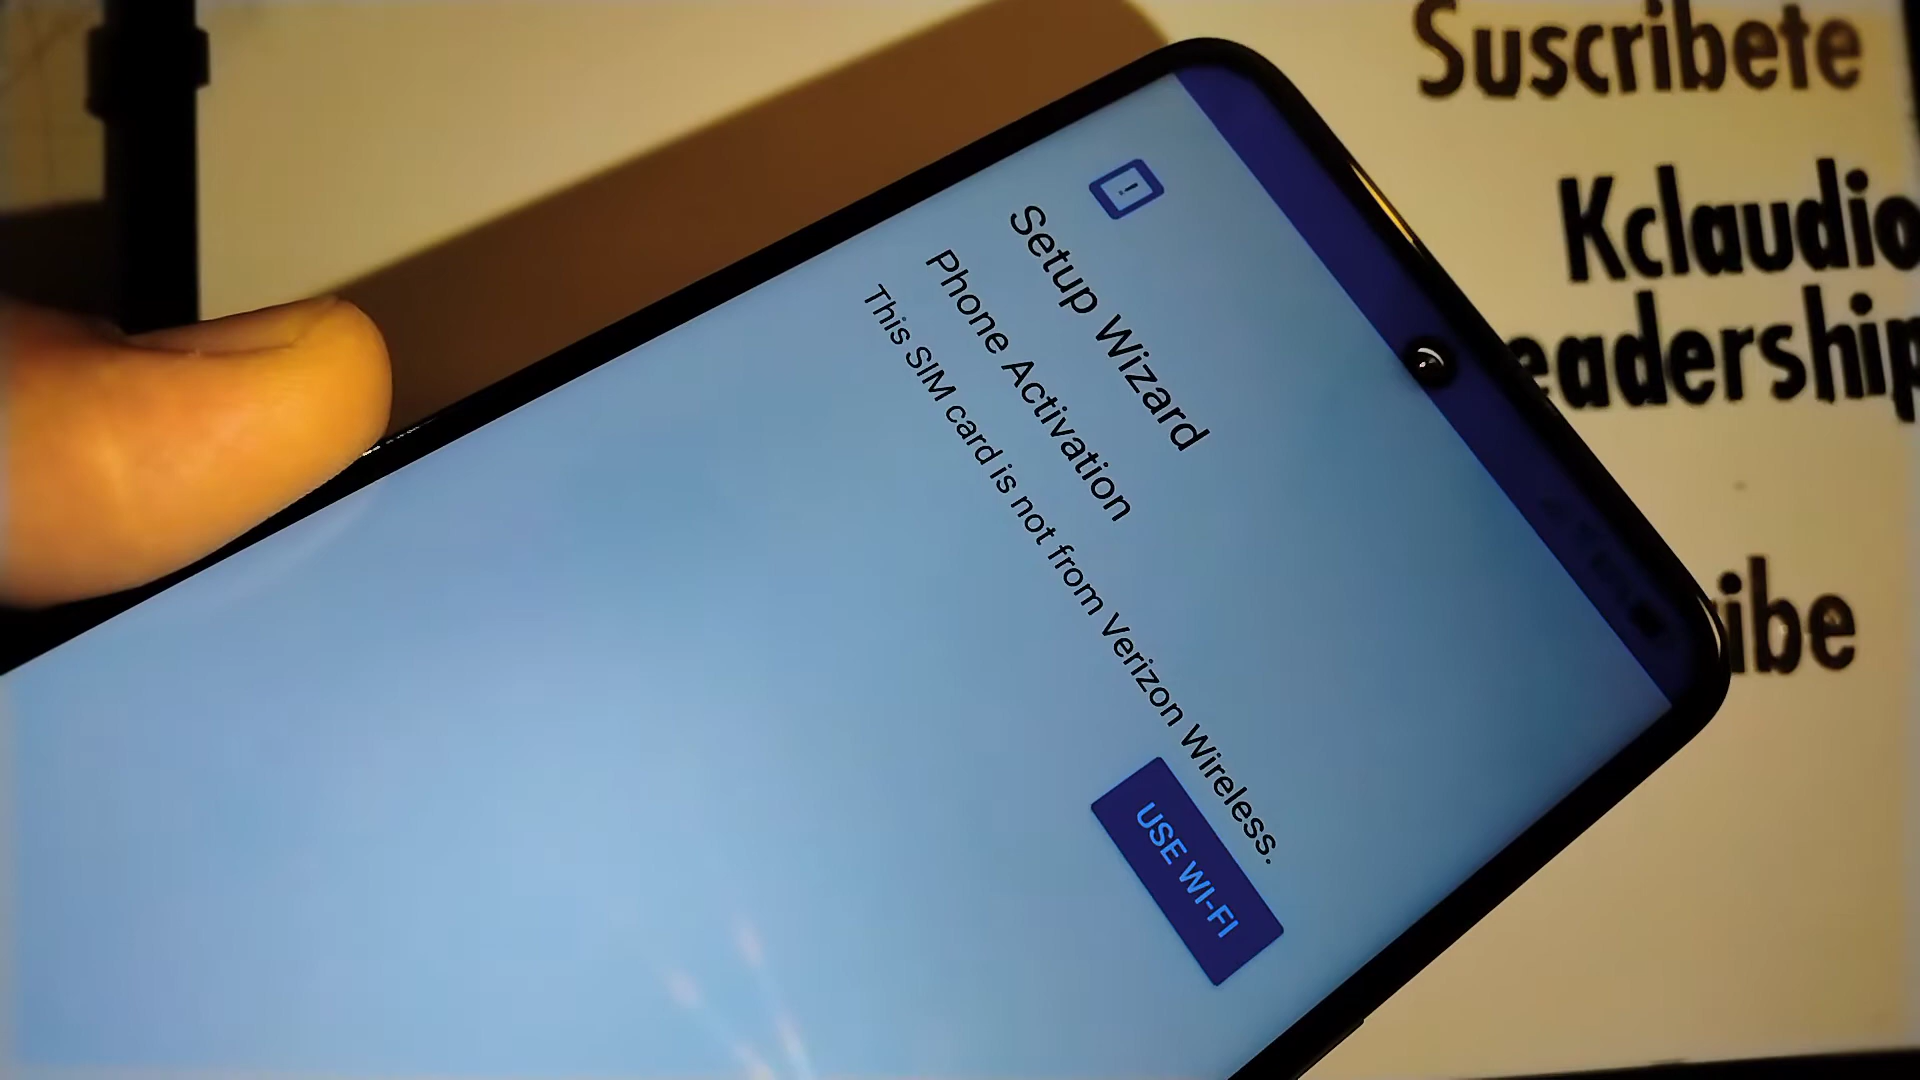 Suscribete
Kclaudio
eadership
ibe
!
Setup Wizard
Phone Activation
This SIM card is not from Verizon Wireless.
USE WI-FI